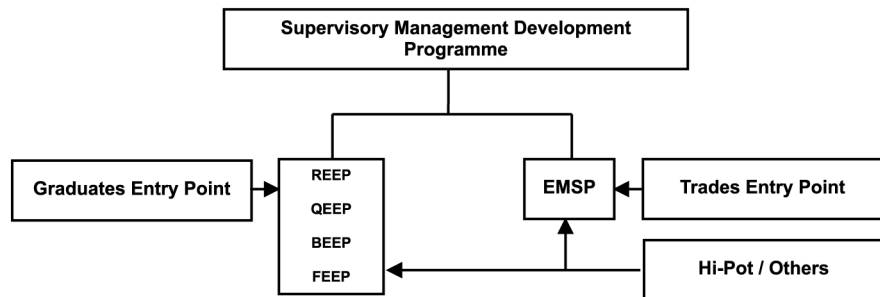 Supervisory Management Development
Programme
Graduates Entry Point
REEP
QEEP
BEEP
FEEP
EMSP
Trades Entry Point
Hi-Pot / Others